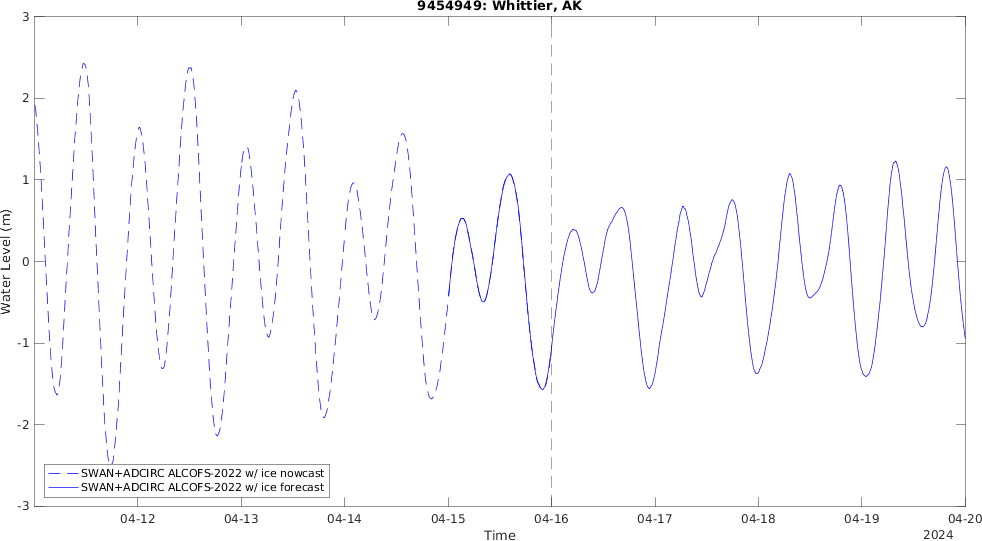 9454949: Whittier, AK
3
2
1
0
-1
-2
-3
Water Level (m)
SWAN+ADCIRC ALCOFS-2022 w/ ice nowcast
SWAN+ADCIRC ALCOFS-2022 w/ ice forecast
04-12 04-13 04-14 04-15 04-16 04-17 04-18 04-19 04-20
Time
2024